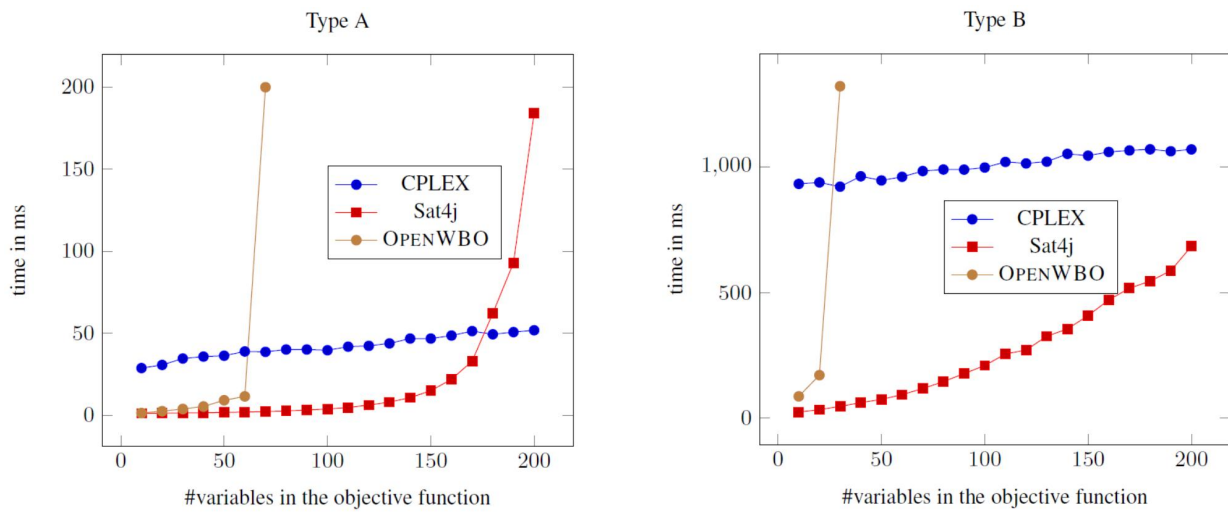 Type A
200
150
100
50
0
time in ms
CPLEX
Sat4j
OPENWBO
0
50
100
150
200
#variables in the objective function
Type B
1,000
500
0
time in ms
CPLEX
Sat4j
OPENWBO
0
50
100
150
200
#variables in the objective function